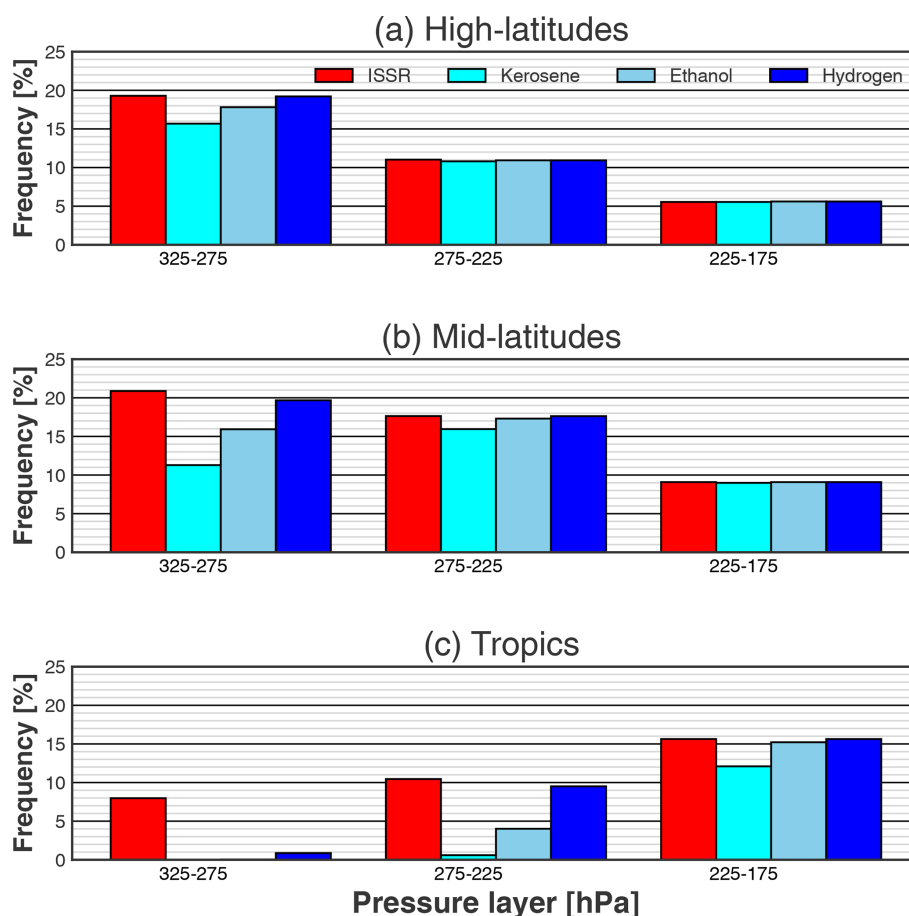 (a) High-latitudes
Frequency [%]
25
20
15
10
5
0
ISSR Kerosene Ethanol Hydrogen
325-275 275-225 225-175
(b) Mid-latitudes
Frequency [%]
25
20
15
10
5
0
325-275 275-225 225-175
(c) Tropics
Frequency [%]
25
20
15
10
5
0
325-275 275-225 225-175
Pressure layer [hPa]